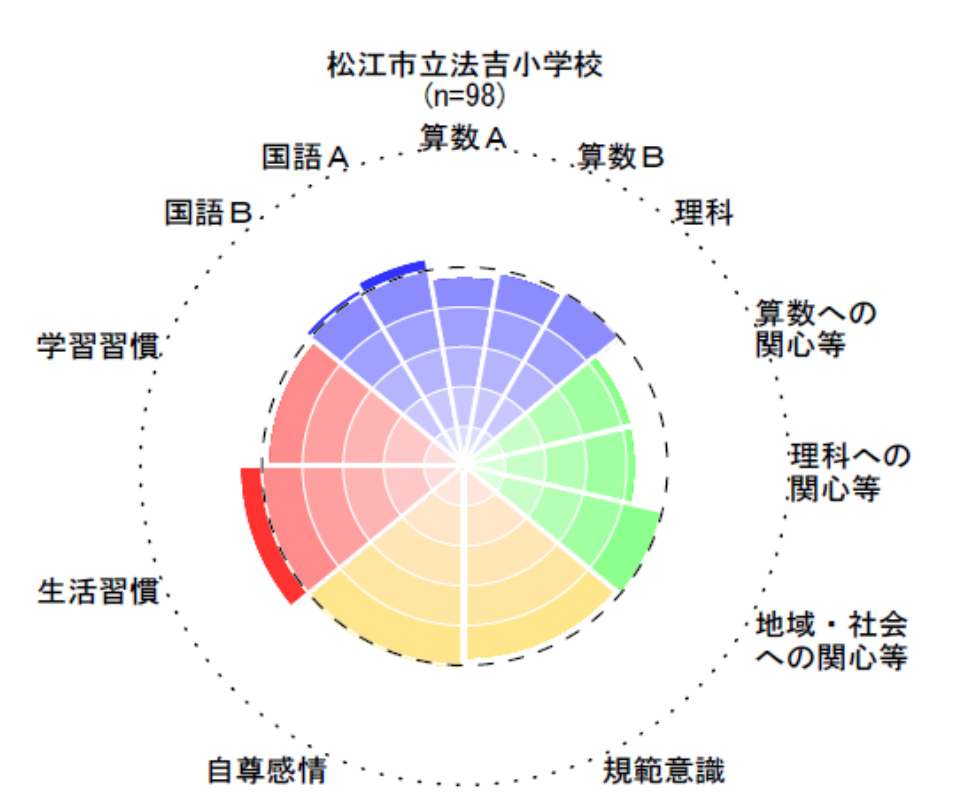 松江市立法吉小学校
(n=98)
算数A
国語A
算数B
国語B
理科
算数への
関心等
学習習慣
理科への
関心等
生活習慣
地域・社会
への関心等
自尊感情
規範意識